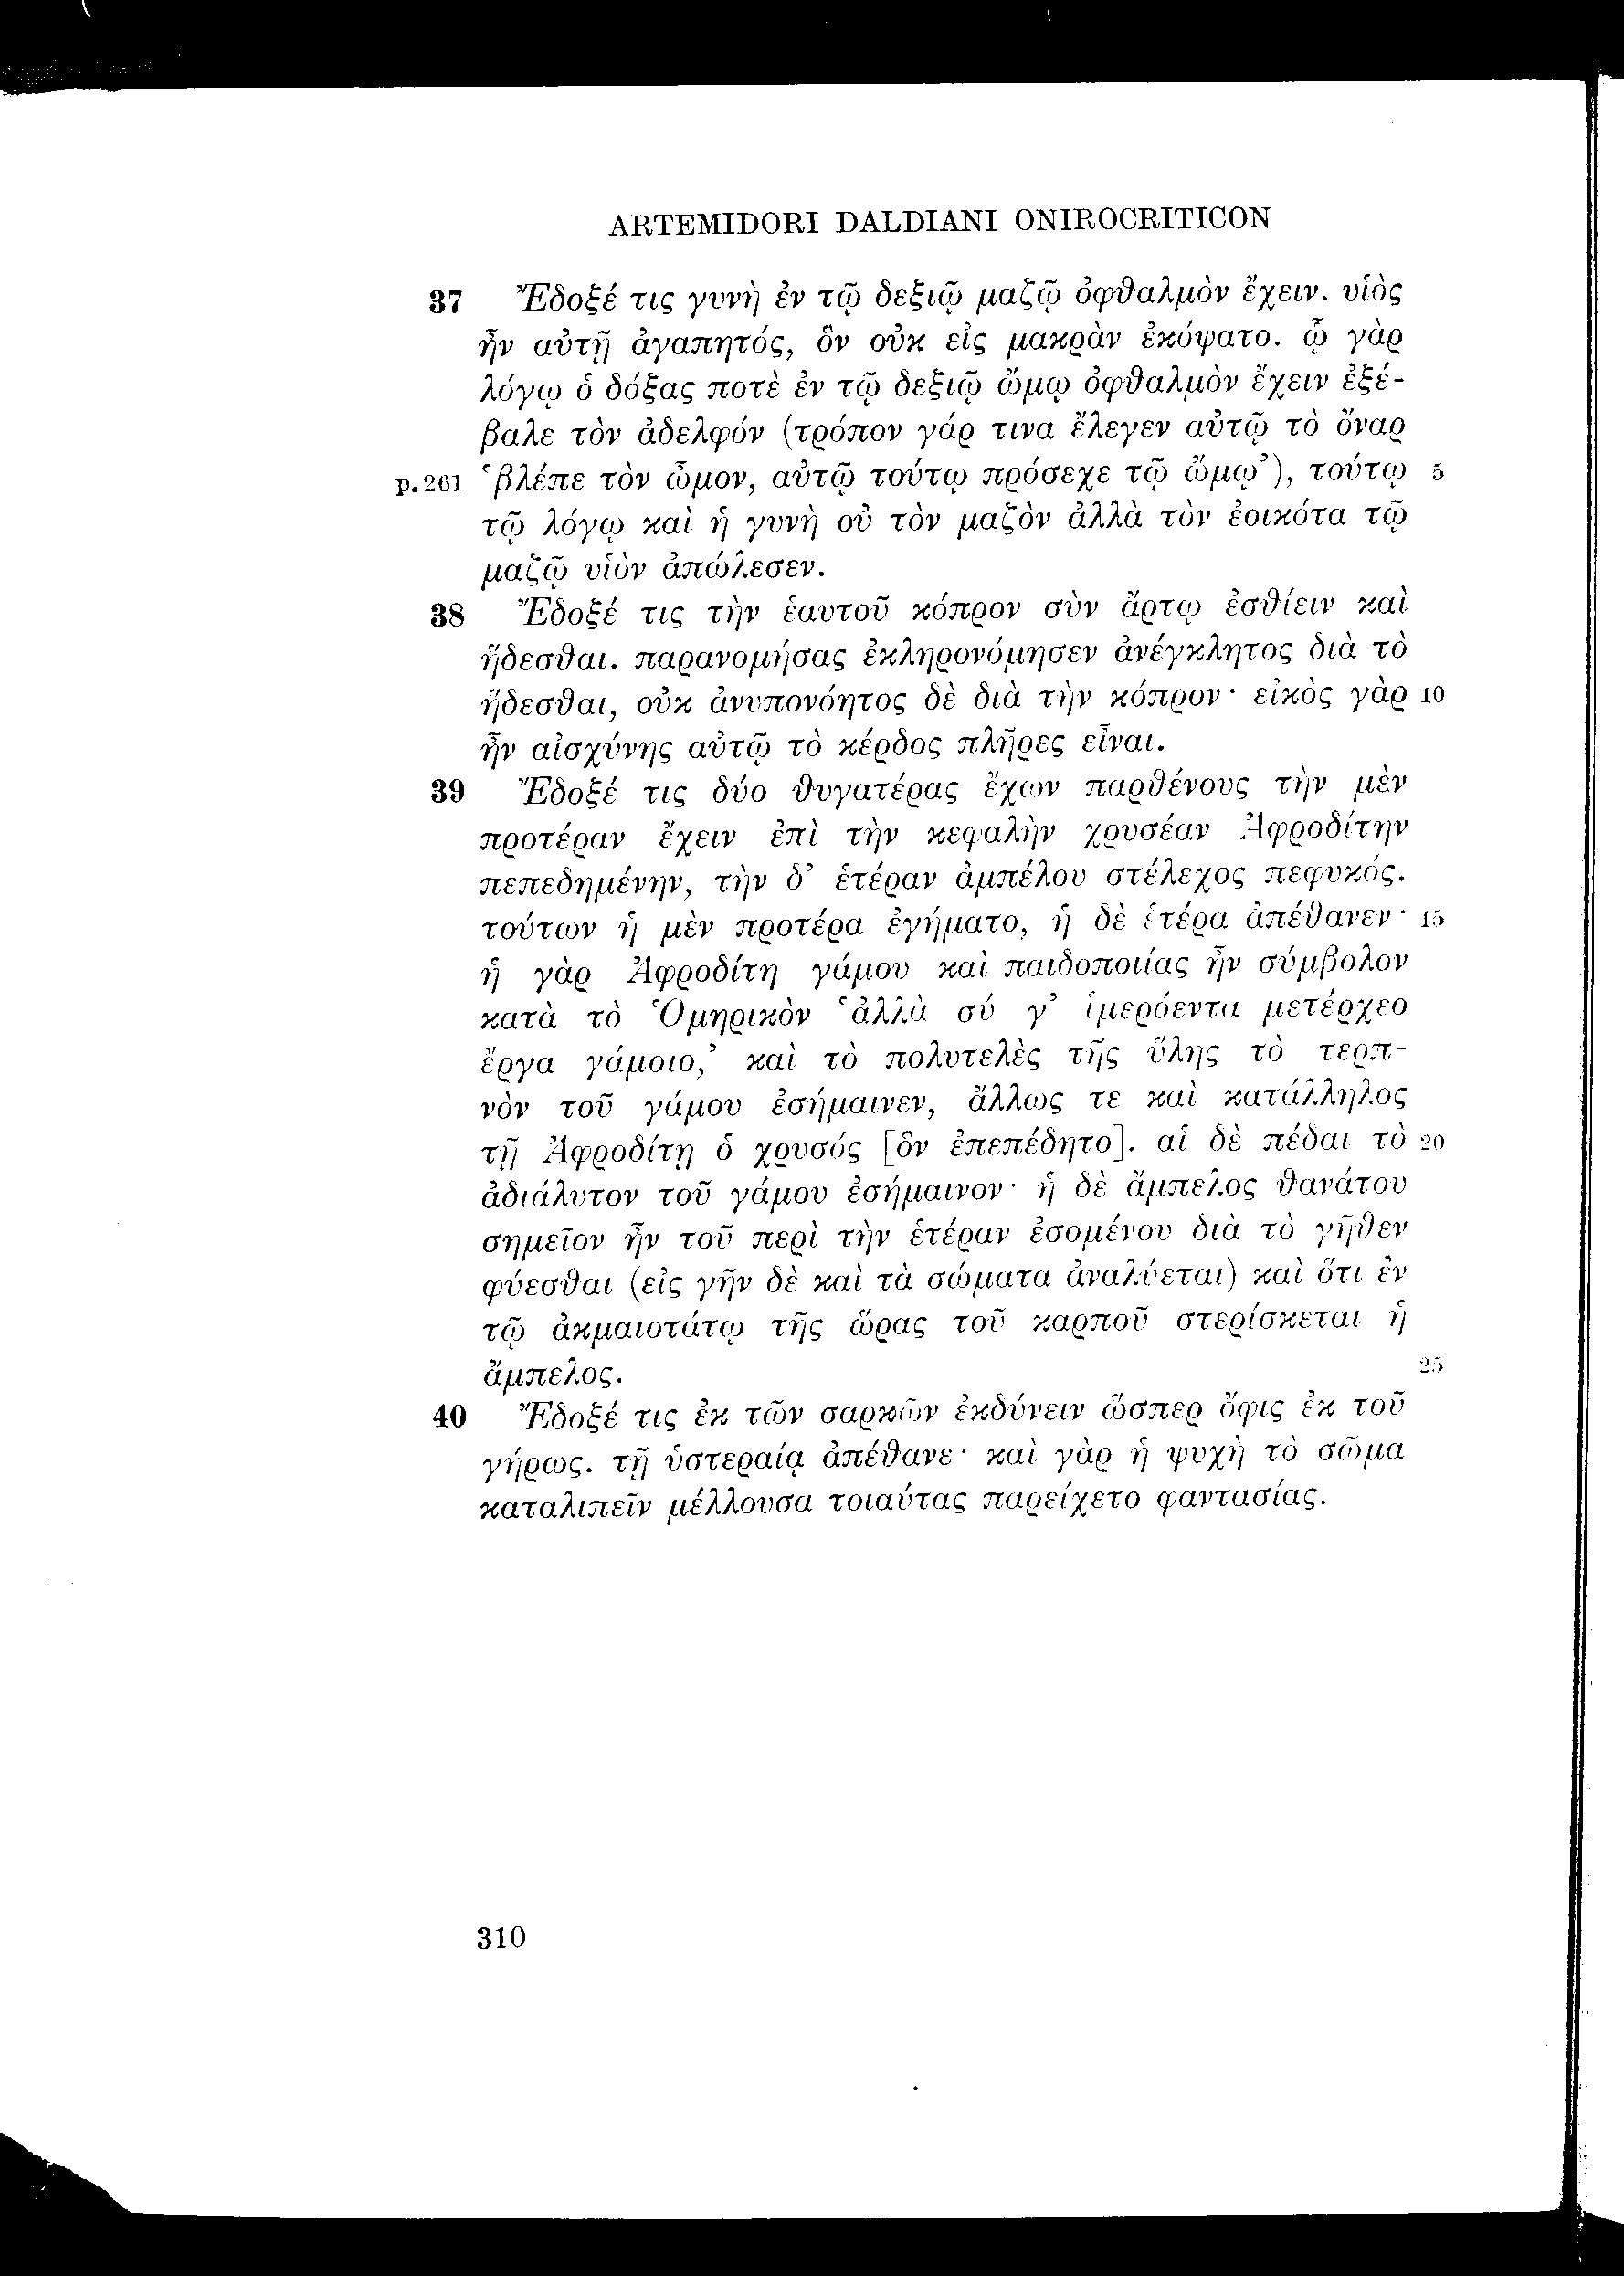 ARTEMIDORI DALDIANI ONIROCRITICON
37 Ἔδοξέ τις γυνὴ ἐν τῷ δεξιῷ μαζῷ ὀφθαλμὸν ἔχειν. υἱὸς
ἦν αὐτῇ ἀγαπητός, ὃν οὐκ εἰς μακρὰν ἐκόψατο. ᾧ γὰρ
λόγῳ ὁ δόξας ποτὲ ἐν τῷ δεξιῷ ὤμῳ ὀφθαλμὸν ἔχειν ἐξέ-
βαλε τὸν ἀδελφόν (τρόπον γάρ τινα ἔλεγεν αὐτῷ τὸ ὄναρ
p.261 ‘βλέπε τὸν ὦμον, αὐτῷ τούτῳ πρόσεχε τῷ ὤμῳ’), τούτῳ 5
τῷ λόγῳ καὶ ἡ γυνὴ οὐ τὸν μαζὸν ἀλλὰ τὸν ἐοικότα τῷ
μαζῷ υἱὸν ἀπώλεσεν.
38 Ἔδοξέ τις τὴν ἑαυτοῦ κόπρον σὺν ἄρτῳ ἐσθίειν καὶ
ἥδεσθαι. παρανομήσας ἐκληρονόμησεν ἀνέγκλητος διὰ τὸ
ἥδεσθαι, οὐκ ἀνυπονόητος δὲ διὰ τὴν κόπρον· εἰκὸς γὰρ 10
ἦν αἰσχύνης αὐτῷ τὸ κέρδος πλῆρες εἶναι.
39 Ἔδοξέ τις δύο θυγατέρας ἔχων παρθένους τὴν μὲν
προτέραν ἔχειν ἐπὶ τὴν κεφαλὴν χρυσέαν Ἀφροδίτην
πεπεδημένην, τὴν δ’ ἑτέραν ἀμπέλου στέλεχος πεφυκός.
τούτων ἡ μὲν προτέρα ἐγήματο, ἡ δὲ ἑτέρα ἀπέθανεν· 15
ἡ γὰρ Ἀφροδίτη γάμου καὶ παιδοποιίας ἦν σύμβολον
κατὰ τὸ Ὁμηρικὸν ‘ἀλλὰ σύ γ’ ἱμερόεντα μετέρχεο
ἔργα γάμοιο,’ καὶ τὸ πολυτελὲς τῆς ὕλης τὸ τερπ-
νὸν τοῦ γάμου ἐσήμαινεν, ἄλλως τε καὶ κατάλληλος
τῇ Ἀφροδίτῃ ὁ χρυσός [ὃν ἐπεπέδητο]. αἱ δὲ πέδαι τὸ 20
ἀδιάλυτον τοῦ γάμου ἐσήμαινον· ἡ δὲ ἄμπελος θανάτου
σημεῖον ἦν τοῦ περὶ τὴν ἑτέραν ἐσομένου διὰ τὸ γῆθεν
φύεσθαι (εἰς γῆν δὲ καὶ τὰ σώματα ἀναλύεται) καὶ ὅτι ἐν
τῷ ἀκμαιοτάτῳ τῆς ὥρας τοῦ καρποῦ στερίσκεται ἡ
ἄμπελος. 25
40 Ἔδοξέ τις ἐκ τῶν σαρκῶν ἐκδύνειν ὥσπερ ὄφις ἐκ τοῦ
γήρως. τῇ ὑστεραίᾳ ἀπέθανε· καὶ γὰρ ἡ ψυχὴ τὸ σῶμα
καταλιπεῖν μέλλουσα τοιαύτας παρείχετο φαντασίας.
310